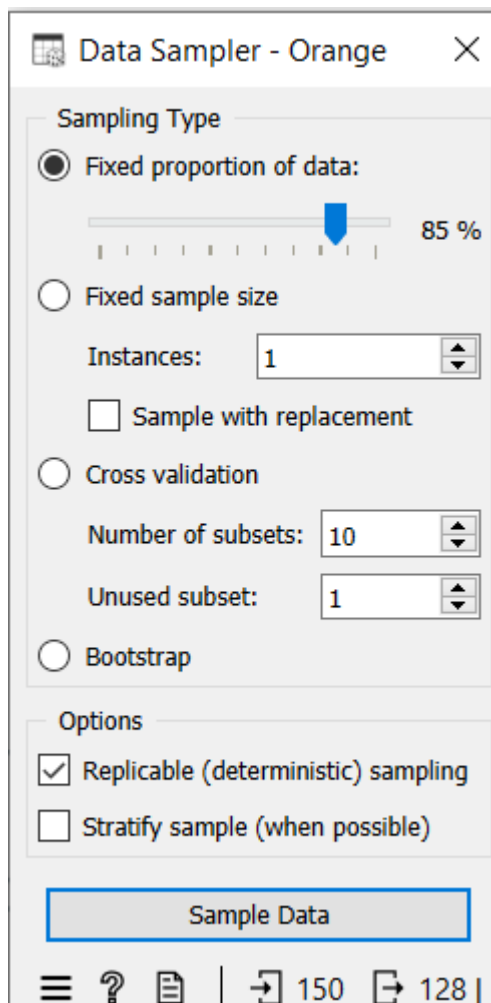 Data Sampler - Orange
Sampling Type
Fixed proportion of data:
85 %
Fixed sample size
Instances: 1
Sample with replacement
Cross validation
Number of subsets: 10
Unused subset: 1
Bootstrap
Options
Replicable (deterministic) sampling
Stratify sample (when possible)
Sample Data
? 150 128 |